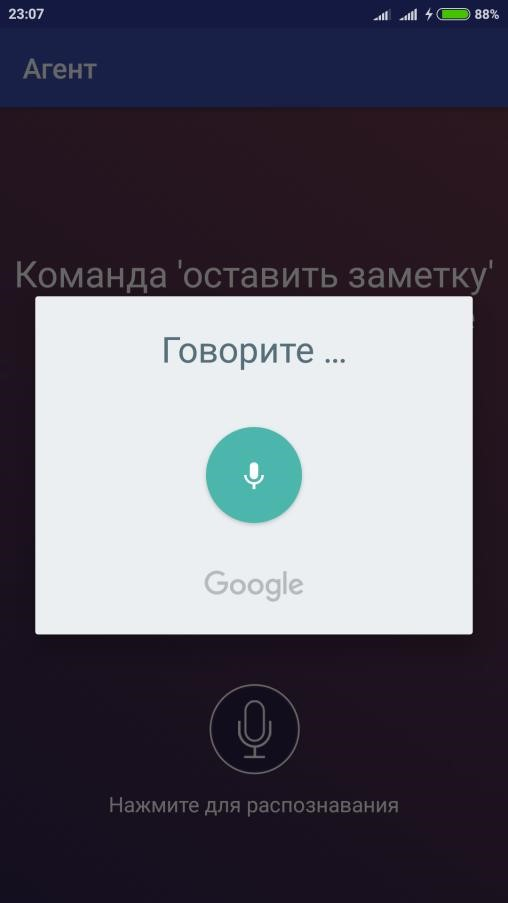 23:07
88%
Агент
Команда 'оставить заметку'
Говорите ...
Google
Нажмите для распознавания